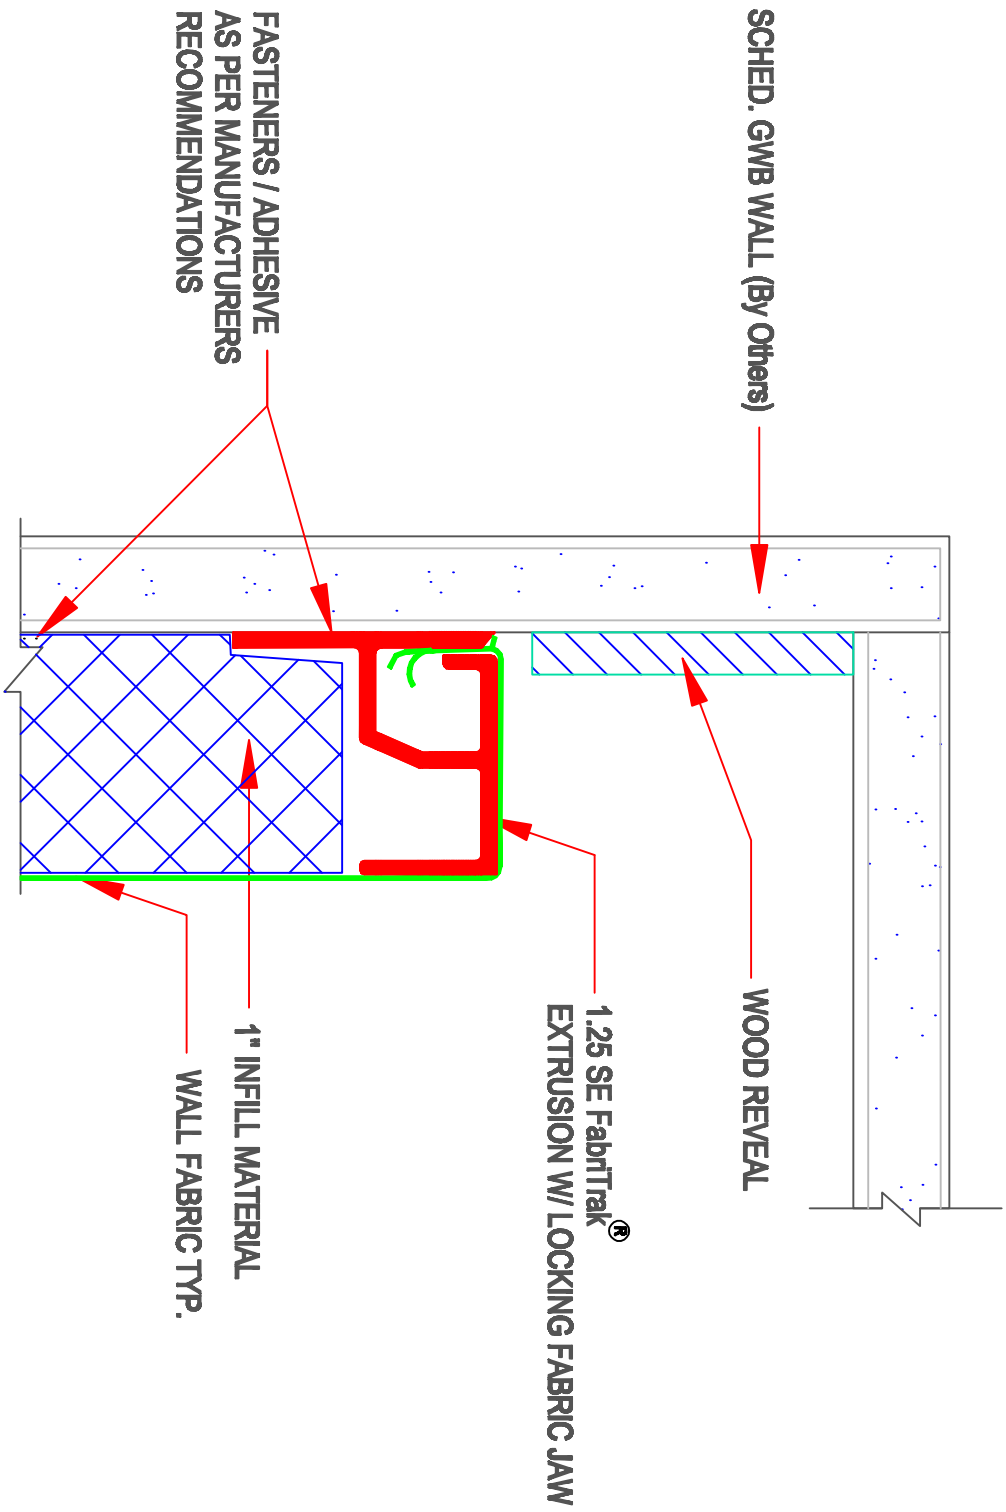 SCHED. GWB WALL (By Others)
FASTENERS / ADHESIVE
AS PER MANUFACTURERS
RECOMMENDATIONS
WOOD REVEAL
1.25 SE FabriTrak®
EXTRUSION W/ LOCKING FABRIC JAW
1" INFILL MATERIAL
WALL FABRIC TYP.